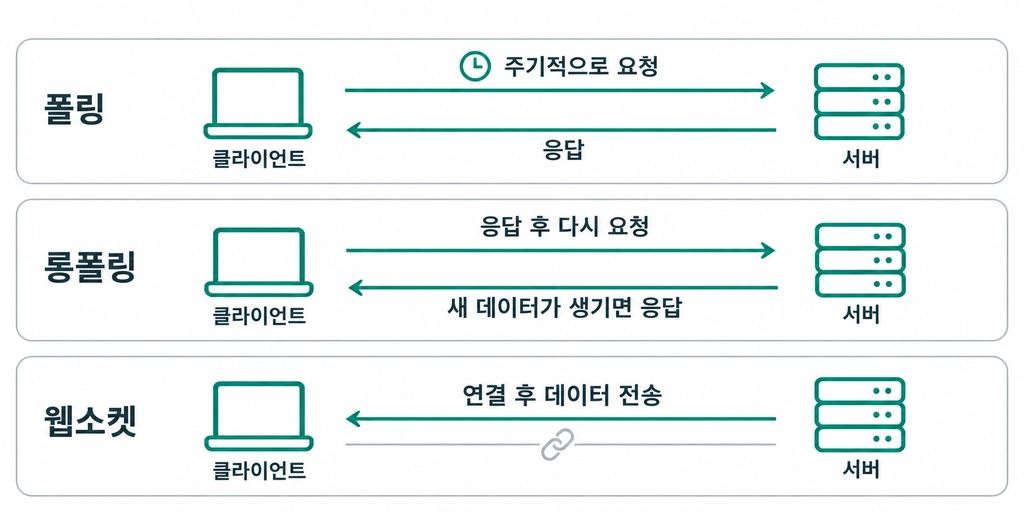 폴링
주기적으로 요청
응답
클라이언트
서버
롱폴링
응답 후 다시 요청
새 데이터가 생기면 응답
클라이언트
서버
웹소켓
연결 후 데이터 전송
클라이언트
서버